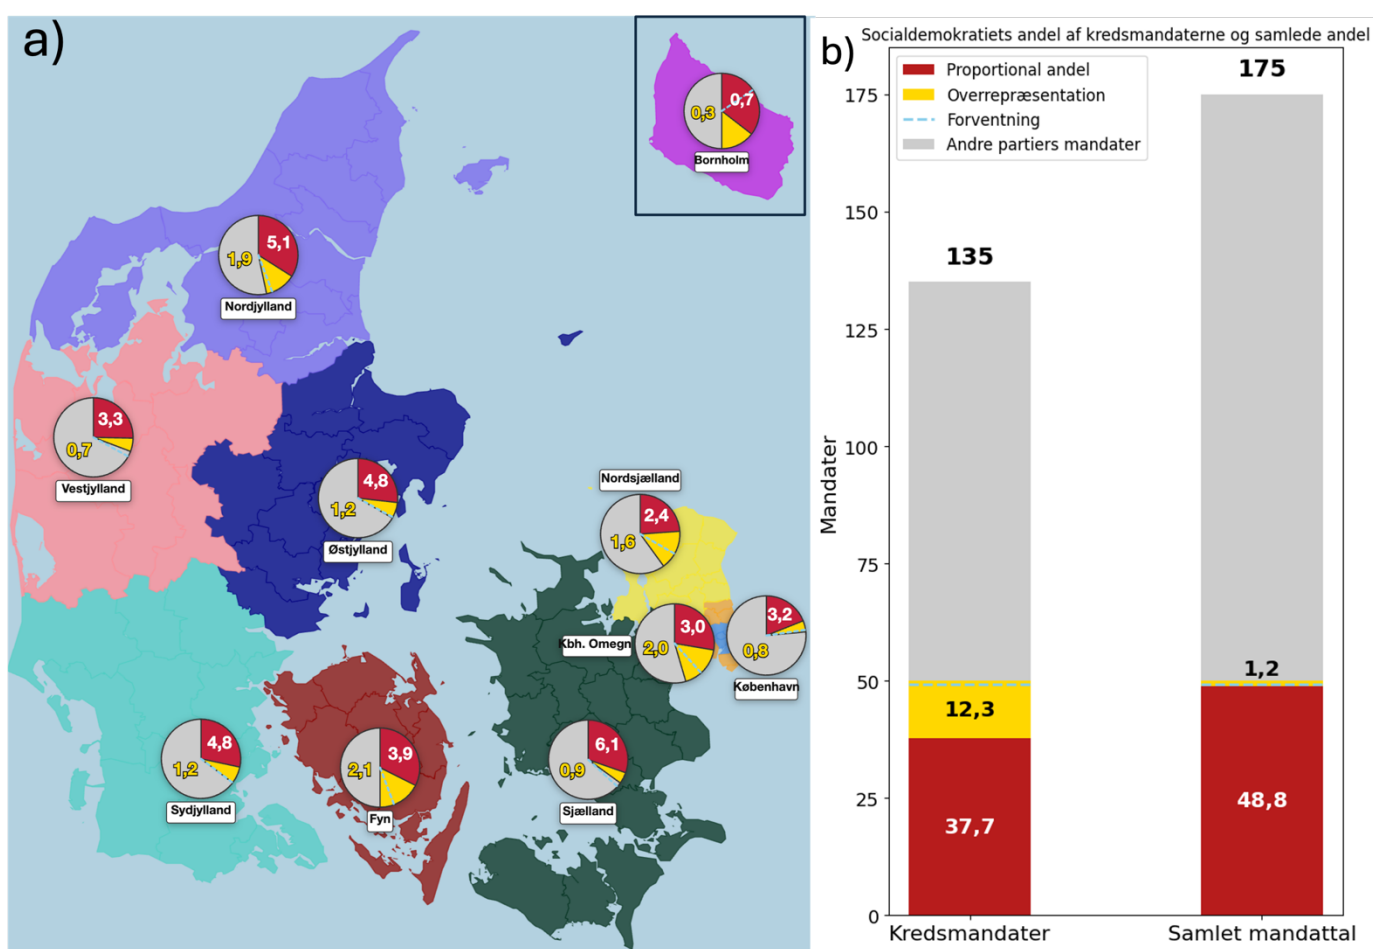 a)
0,7
0,3
Bornholm
5,1
1,9
Nordjylland
3,3
0,7
Vestjylland
4,8
1,2
Østjylland
Nordsjælland
2,4
1,6
3,0
Kbh. Omegn
2,0
3,2
0,8
København
4,8
1,2
Sydjylland
3,9
2,1
Fyn
6,1
0,9
Sjælland
b)
Socialdemokratiets andel af kredsmandaterne og samlede andel
Proportional andel
Overrepræsentation
Forventning
Andre partiers mandater
175
135
1,2
12,3
48,8
37,7
Mandater
175
150
125
100
75
50
25
0
Kredsmandater
Samlet mandattal